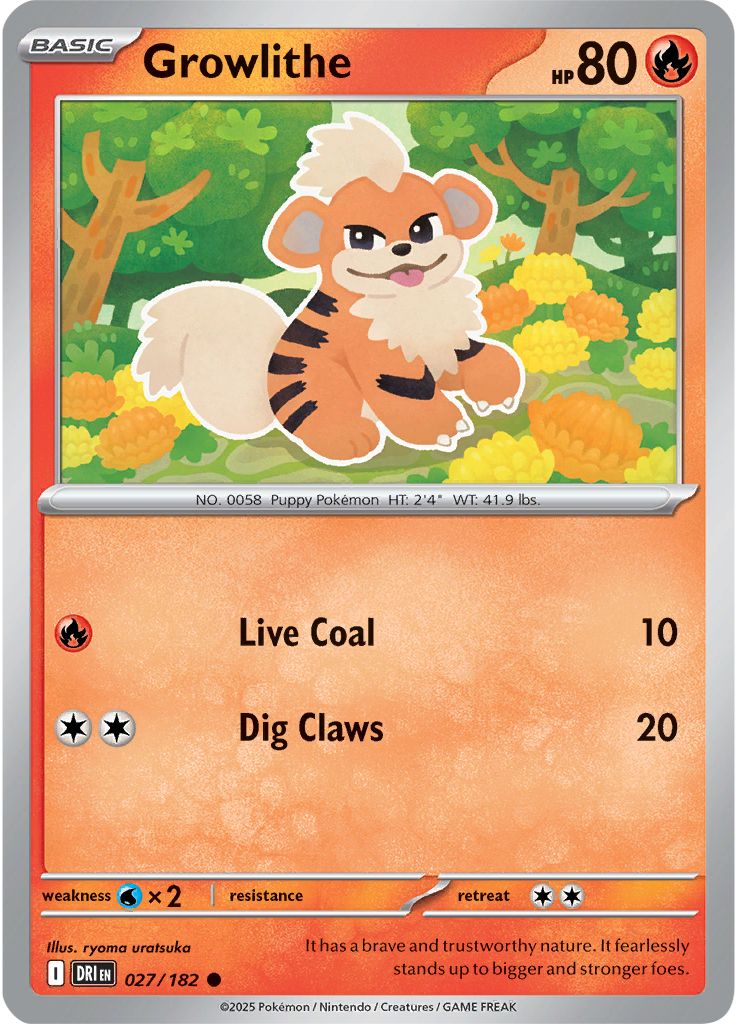 BASIC
Growlithe
HP 80
NO. 0058 Puppy Pokémon HT: 2'4" WT: 41.9 lbs.
Live Coal 10
Dig Claws 20
weakness ×2 resistance retreat
Illus. ryoma uratsuka
It has a brave and trustworthy nature. It fearlessly
stands up to bigger and stronger foes.
I DRI EN 027/182
©2025 Pokémon / Nintendo / Creatures / GAME FREAK